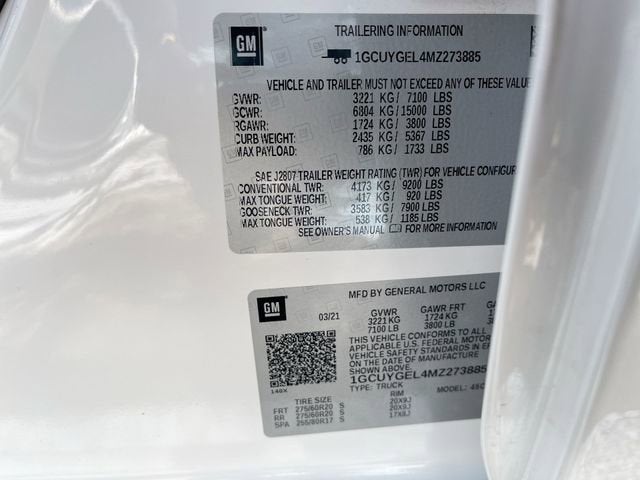 GM
TRAILERING INFORMATION
1GCUYGEL4MZ273885
VEHICLE AND TRAILER MUST NOT EXCEED ANY OF THESE VALUE
GVWR: 3221 KG / 7100 LBS
GCWR: 6804 KG / 15000 LBS
RGAWR: 1724 KG / 3800 LBS
CURB WEIGHT: 2435 KG / 5367 LBS
MAX PAYLOAD: 786 KG / 1733 LBS
SAE J2807 TRAILER WEIGHT RATING (TWR) FOR VEHICLE CONFIGUR
CONVENTIONAL TWR: 4173 KG / 9200 LBS
MAX TONGUE WEIGHT: 417 KG / 920 LBS
GOOSENECK TWR: 3583 KG / 7900 LBS
MAX TONGUE WEIGHT: 538 KG / 1185 LBS
SEE OWNER'S MANUAL FOR MORE INFORMATION
GM
MFD BY GENERAL MOTORS LLC
03/21 GVWR GAWR FRT GA
3221 KG 1724 KG
7100 LB 3800 LB
THIS VEHICLE CONFORMS TO ALL
APPLICABLE U.S. FEDERAL MOTOR
VEHICLE SAFETY STANDARDS IN EF
ON THE DATE OF MANUFACTURE
SHOWN ABOVE.
1GCUYGEL4MZ273885
TYPE: TRUCK MODEL:
TIRE SIZE RIM
FRT 275/60R20 S 20X9J
RR 275/60R20 S 20X9J
SPA 255/80R17 S 17X8J